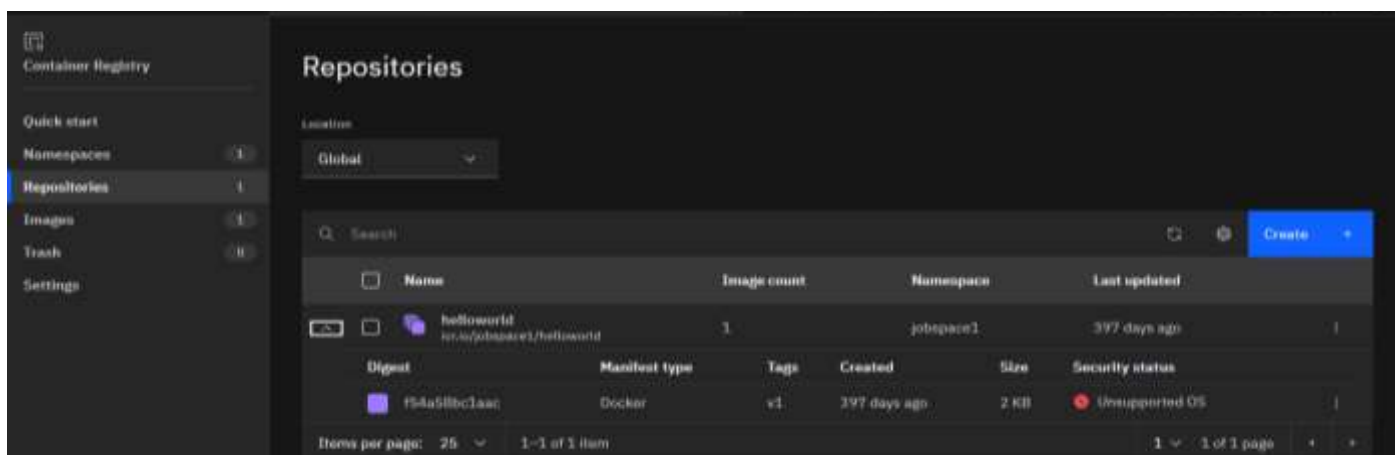 Container Registry
Quick start
Namespaces 1
Repositories 1
Images 1
Trash 0
Settings
Repositories
Location
Global
Search
Create +
Name Image count Namespace Last updated
helloworld 1 jobspace1 397 days ago
icr.io/jobspace1/helloworld
Digest Manifest type Tags Created Size Security status
f54a58bc1aac Docker v1 397 days ago 2 KB Unsupported OS
Items per page: 25 1–1 of 1 item 1 1 of 1 page